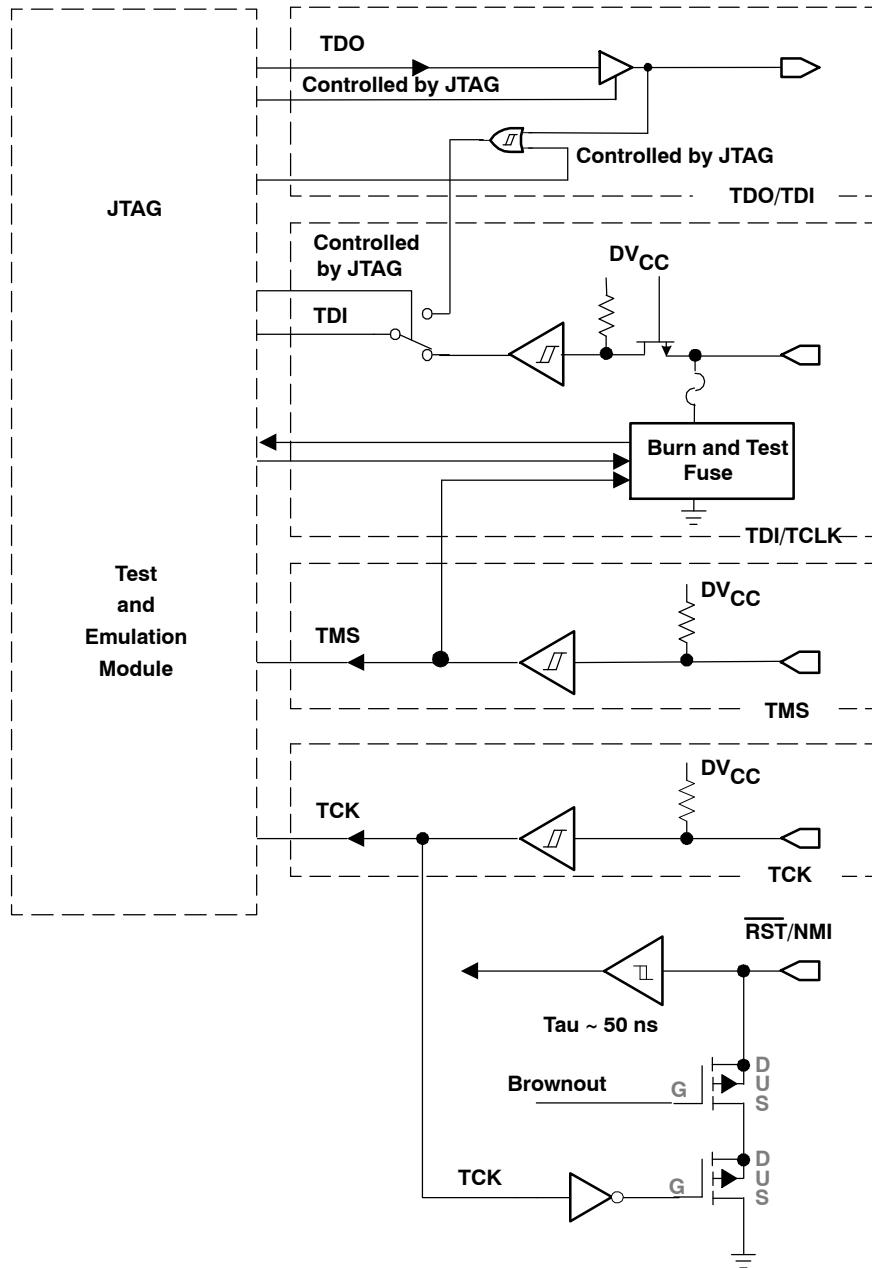 TDO
Controlled by JTAG
Controlled by JTAG
TDO/TDI
JTAG
Controlled
by JTAG
TDI
DVCC
Burn and Test
Fuse
TDI/TCLK
Test
and
Emulation
Module
TMS
DVCC
TMS
TCK
DVCC
TCK
RST/NMI
Tau ~ 50 ns
Brownout
G
D
U
S
TCK
G
D
U
S